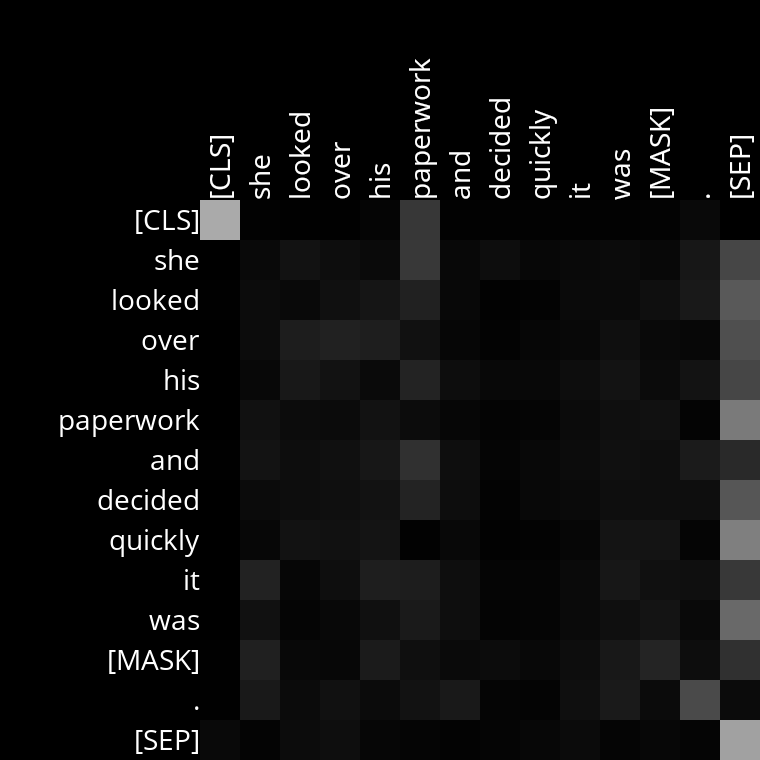 [CLS] she looked over his paperwork and decided quickly it was [MASK] . [SEP]
[CLS]
she
looked
over
his
paperwork
and
decided
quickly
it
was
[MASK]
.
[SEP]